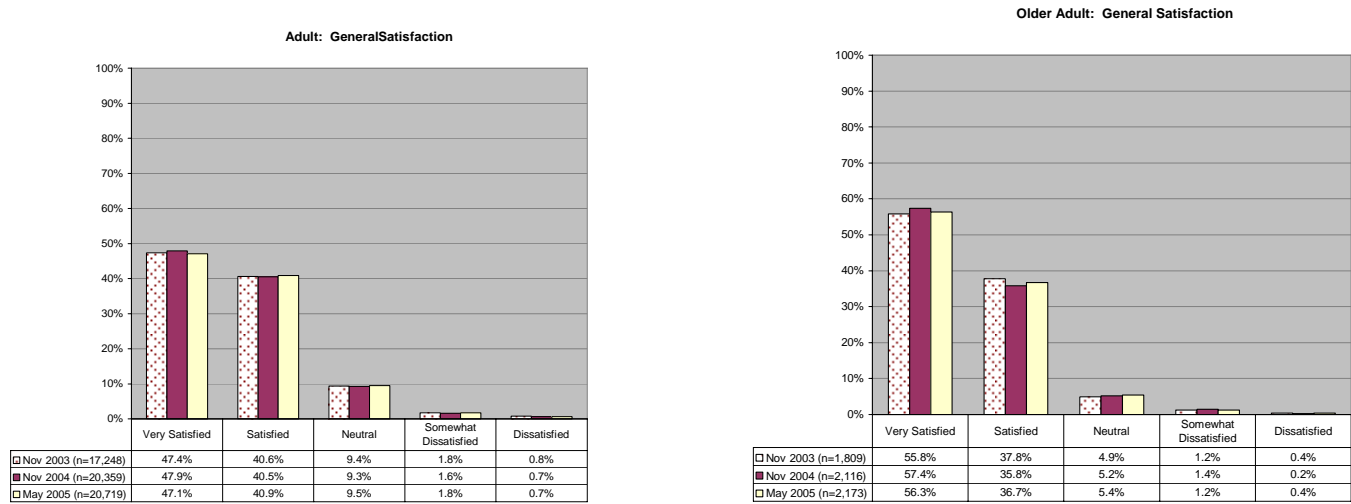 Adult: GeneralSatisfaction
100%
90%
80%
70%
60%
50%
40%
30%
20%
10%
0%
Very Satisfied Satisfied Neutral Somewhat Dissatisfied Dissatisfied
Nov 2003 (n=17,248) 47.4% 40.6% 9.4% 1.8% 0.8%
Nov 2004 (n=20,359) 47.9% 40.5% 9.3% 1.6% 0.7%
May 2005 (n=20,719) 47.1% 40.9% 9.5% 1.8% 0.7%
Older Adult: General Satisfaction
100%
90%
80%
70%
60%
50%
40%
30%
20%
10%
0%
Very Satisfied Satisfied Neutral Somewhat Dissatisfied Dissatisfied
Nov 2003 (n=1,809) 55.8% 37.8% 4.9% 1.2% 0.4%
Nov 2004 (n=2,116) 57.4% 35.8% 5.2% 1.4% 0.2%
May 2005 (n=2,173) 56.3% 36.7% 5.4% 1.2% 0.4%